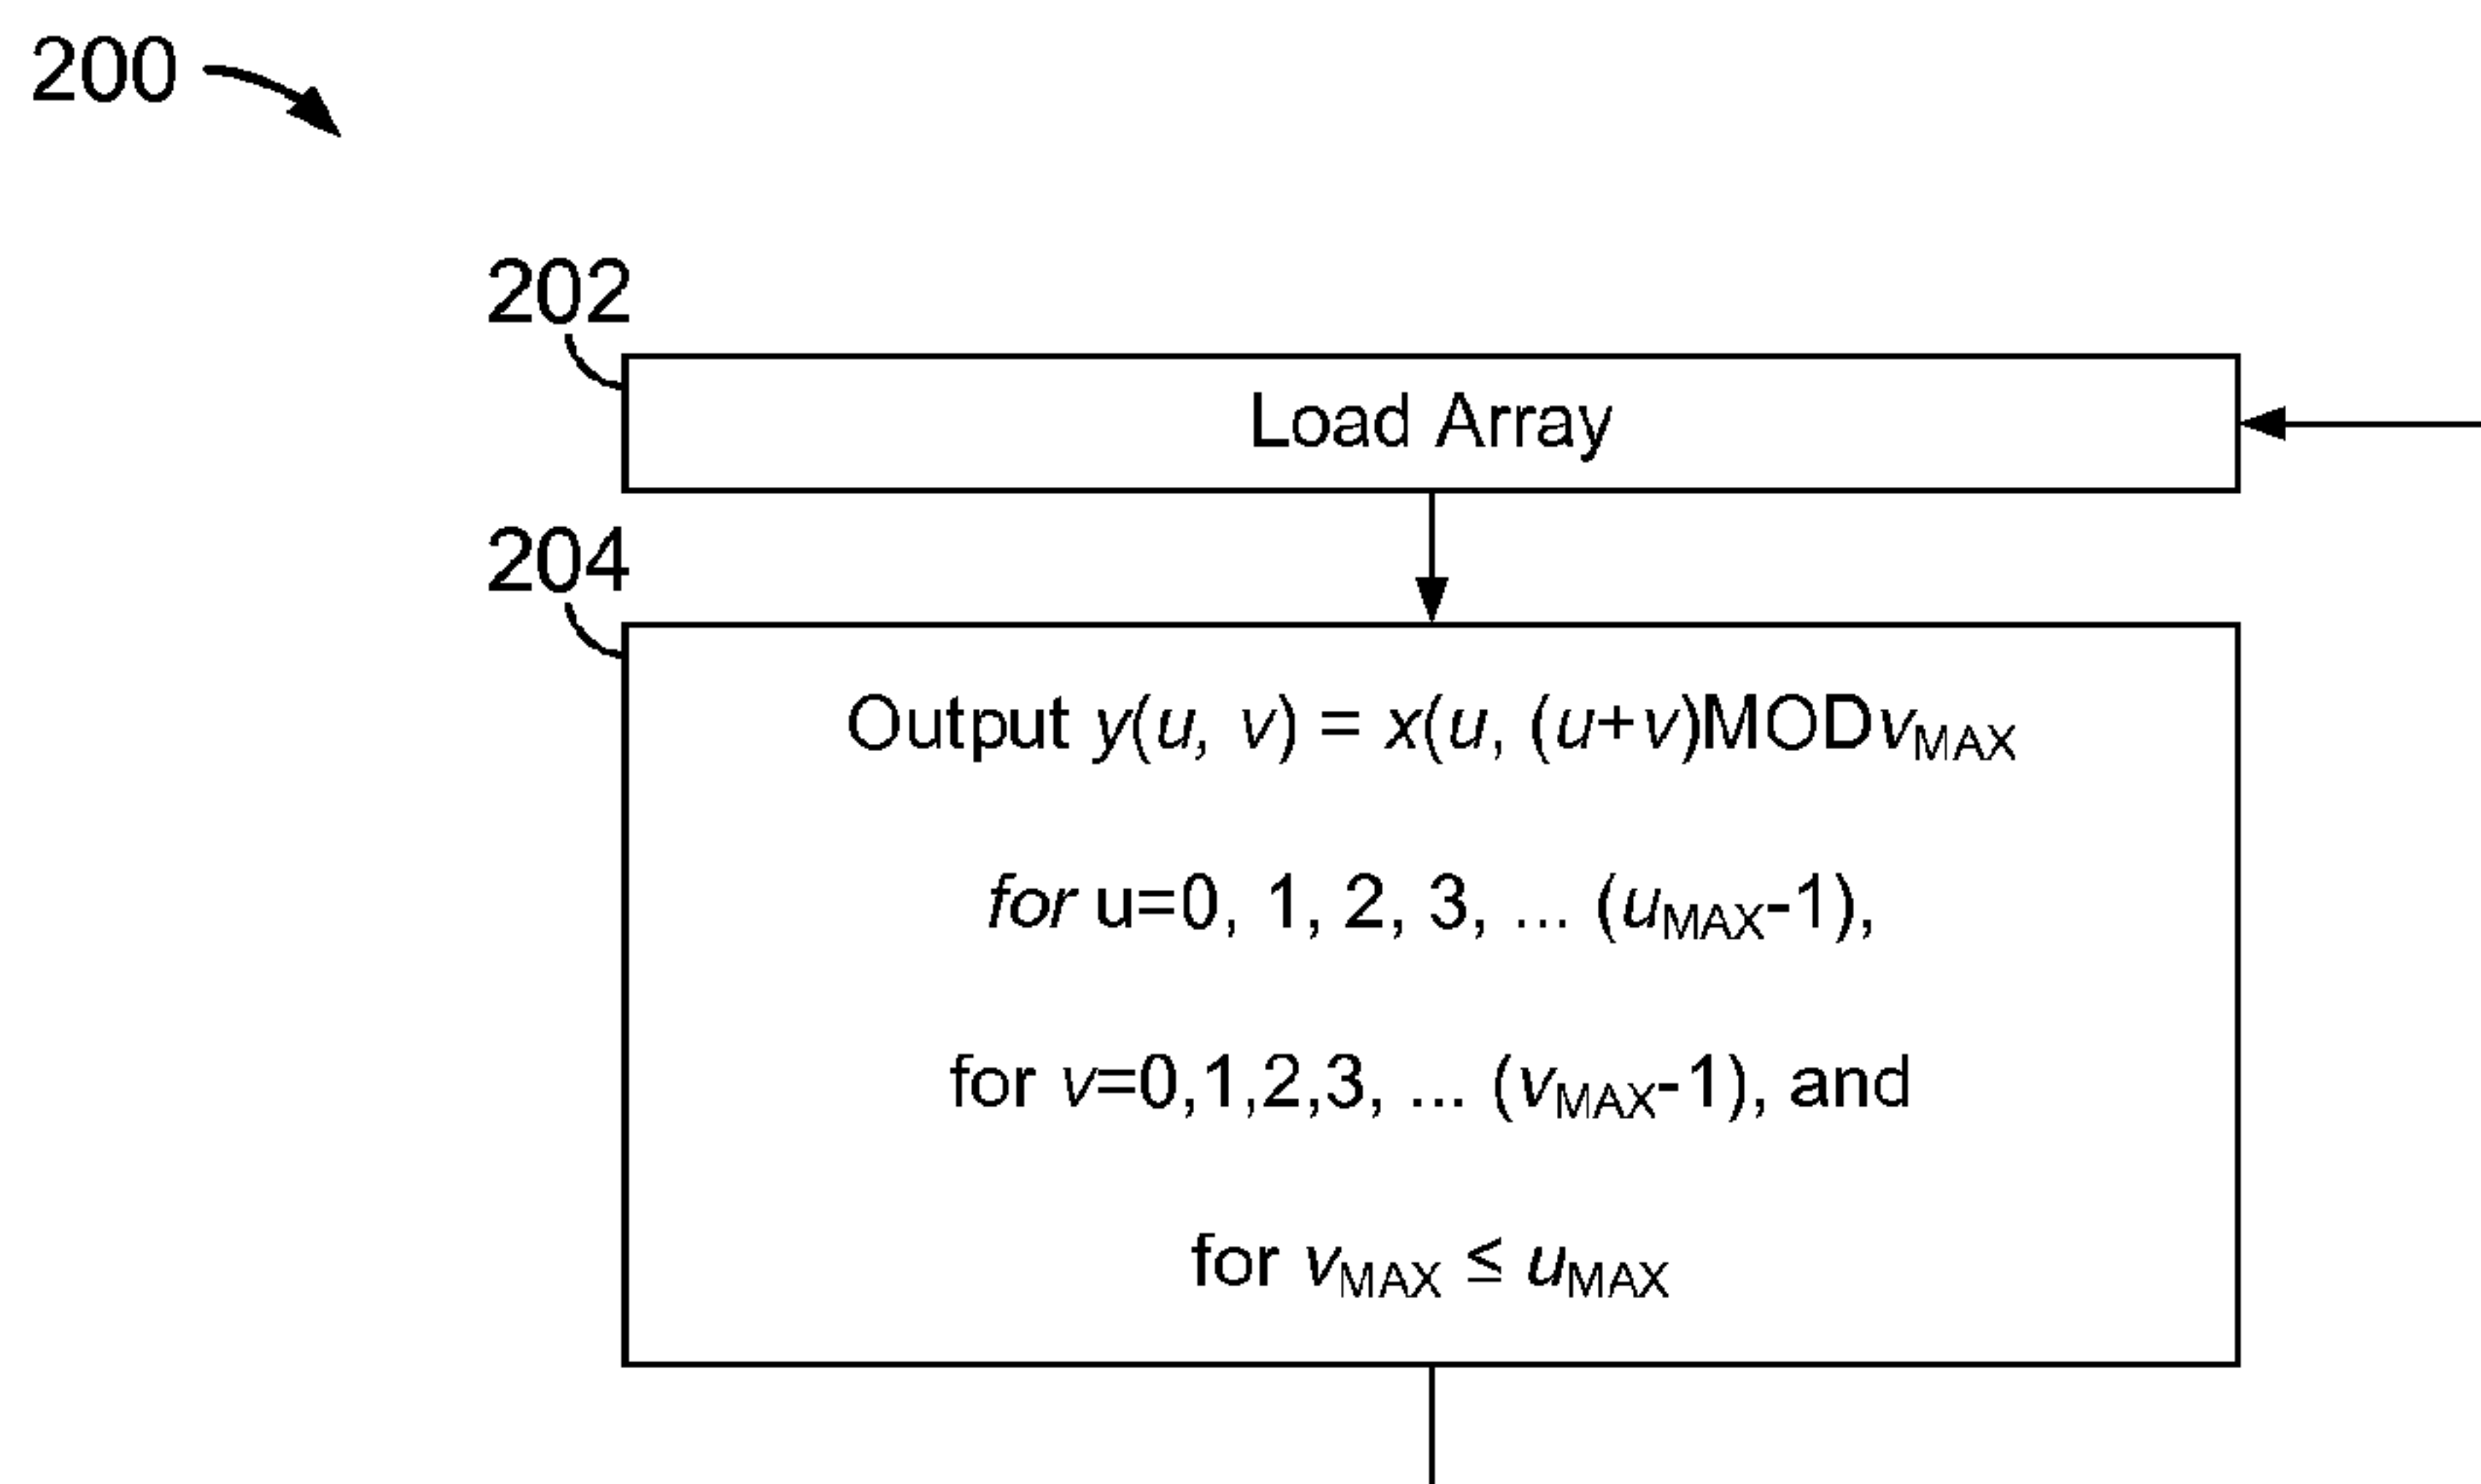 200
202
Load Array
204
Output y(u, v) = x(u, (u+v)MODvMAX
for u=0, 1, 2, 3, ... (uMAX-1),
for v=0,1,2,3, ... (vMAX-1), and
for vMAX ≤ uMAX